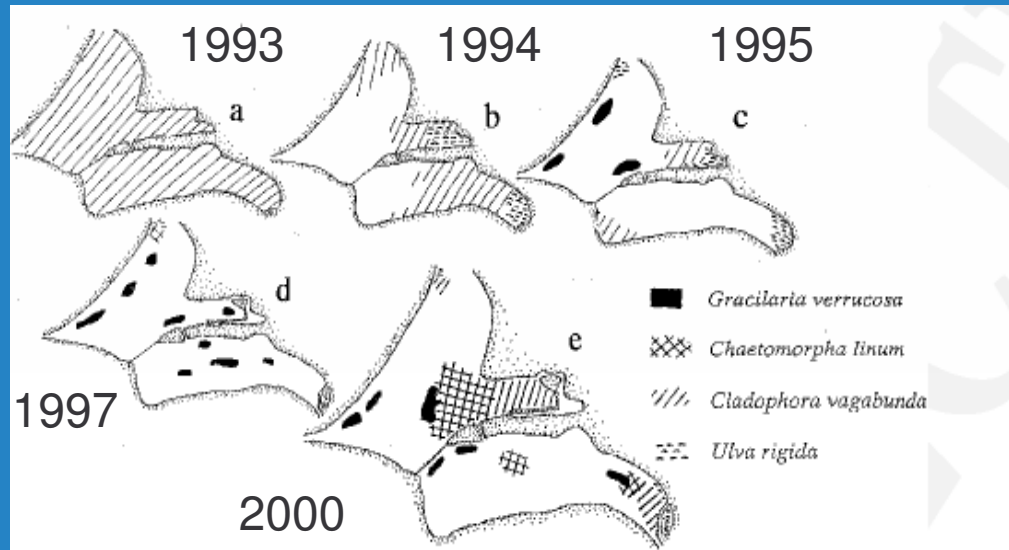 1993
1994
1995
a
b
c
d
e
1997
2000
Gracilaria verrucosa
Chaetomorpha linum
Cladophora vagabunda
Ulva rigida